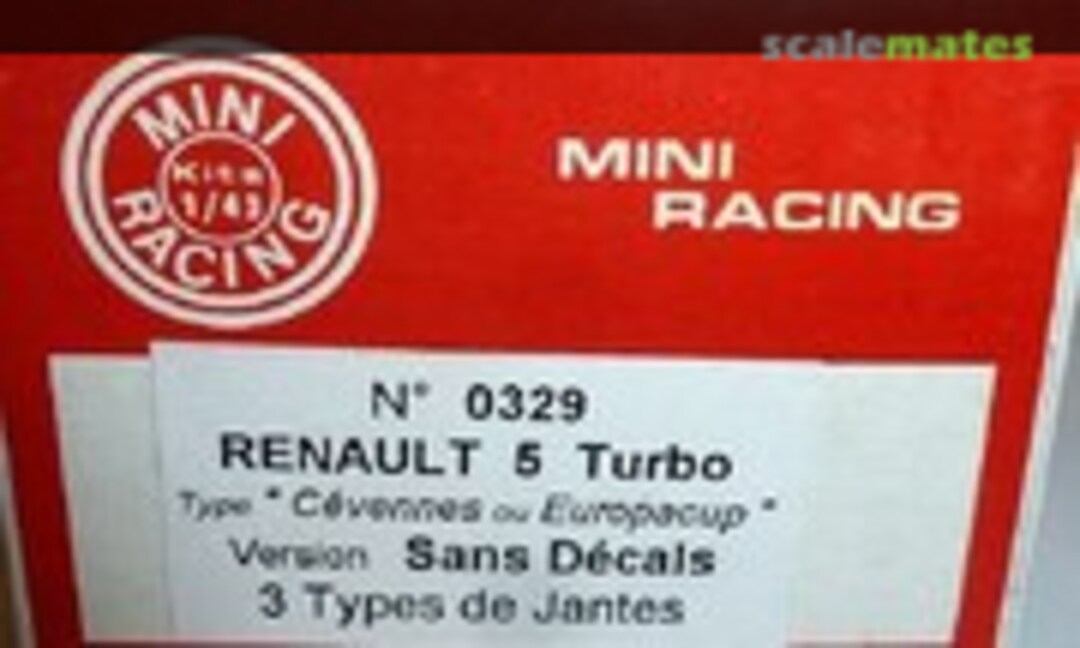 scalemates
MINI
Kits
1/43
RACING
MINI
RACING
N° 0329
RENAULT 5 Turbo
Type " Cévennes ou Europacup "
Version Sans Décals
3 Types de Jantes